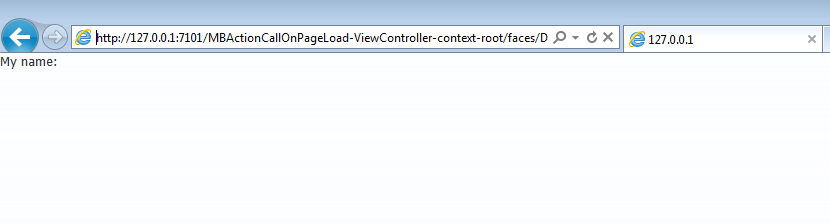 http://127.0.0.1:7101/MBActionCallOnPageLoad-ViewController-context-root/faces/D
127.0.0.1
My name: